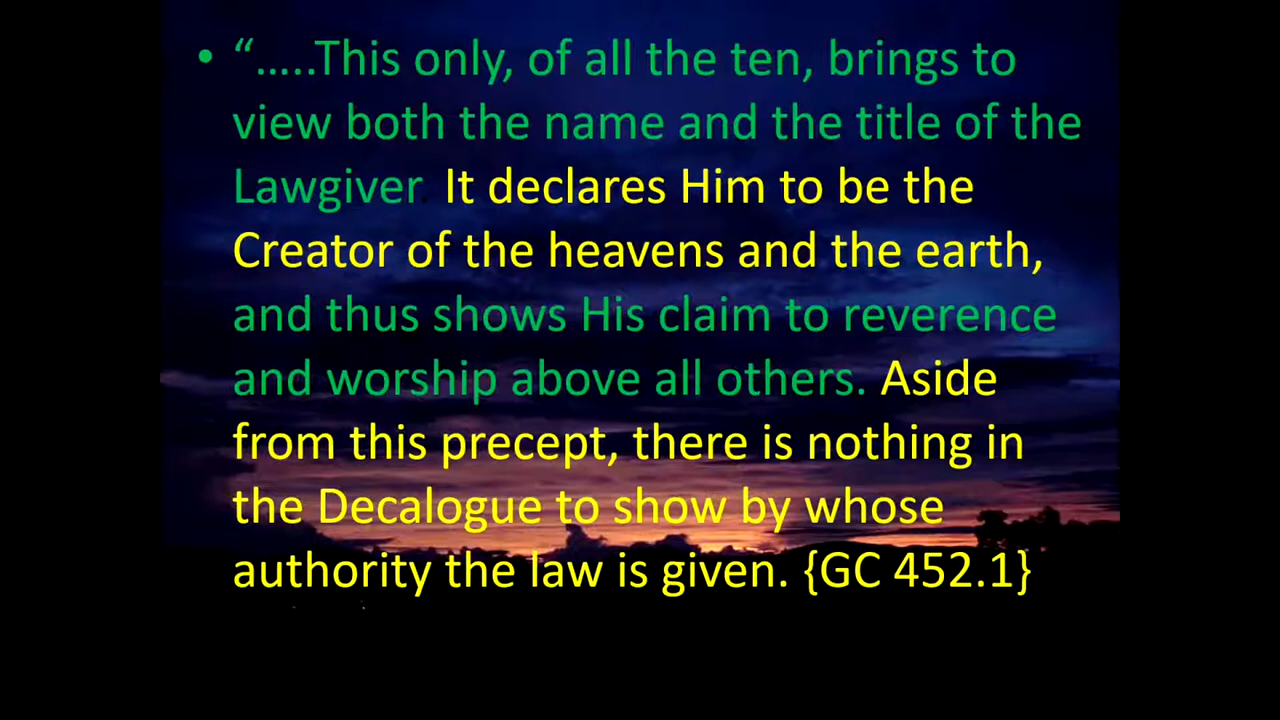 • “.....This only, of all the ten, brings to
view both the name and the title of the
Lawgiver. It declares Him to be the
Creator of the heavens and the earth,
and thus shows His claim to reverence
and worship above all others. Aside
from this precept, there is nothing in
the Decalogue to show by whose
authority the law is given. {GC 452.1}